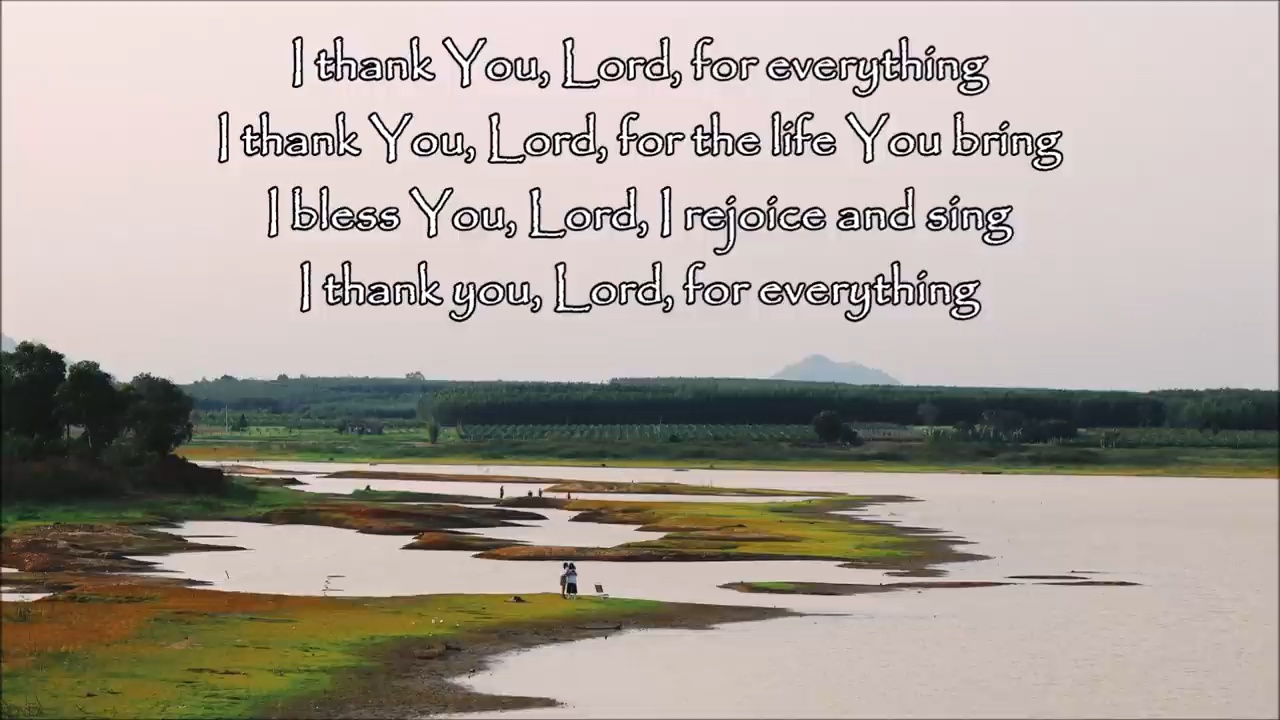 I thank You, Lord, for everything
I thank You, Lord, for the life You bring
I bless You, Lord, I rejoice and sing
I thank you, Lord, for everything